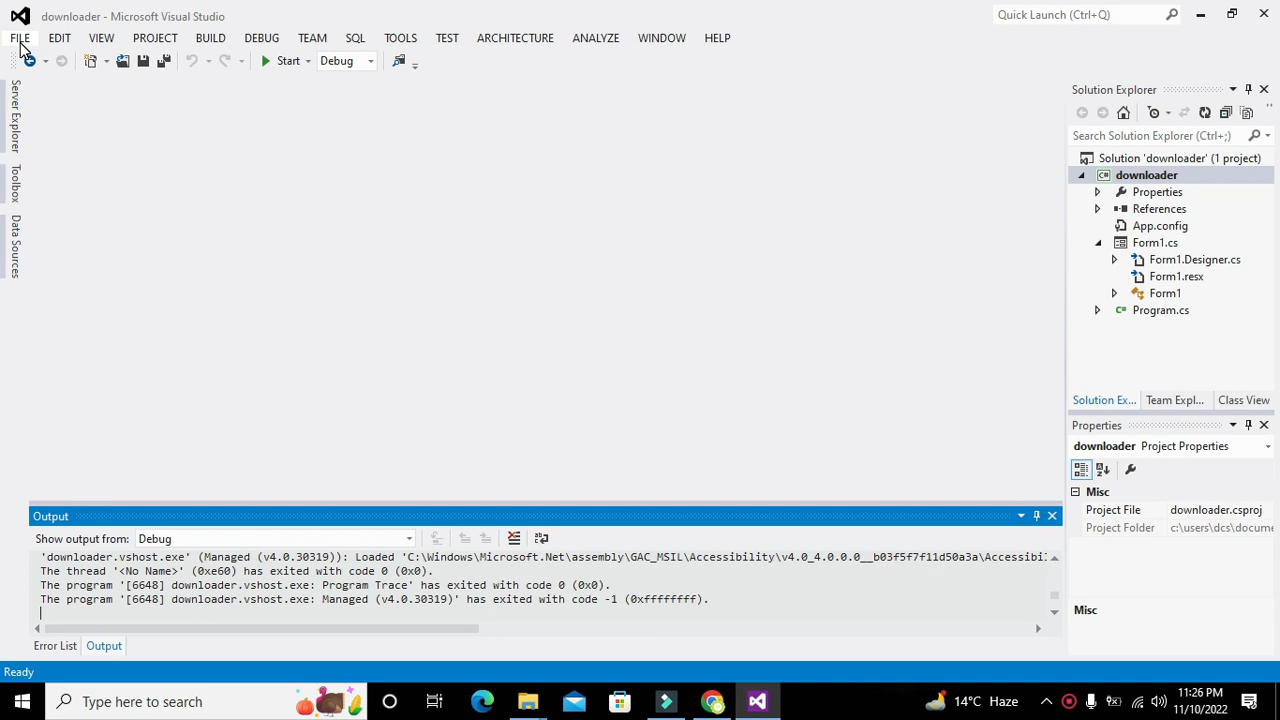 downloader - Microsoft Visual Studio
Quick Launch (Ctrl+Q)
FILE EDIT VIEW PROJECT BUILD DEBUG TEAM SQL TOOLS TEST ARCHITECTURE ANALYZE WINDOW HELP
Start Debug
Server Explorer
Toolbox
Data Sources
Solution Explorer
Search Solution Explorer (Ctrl+;)
Solution 'downloader' (1 project)
downloader
Properties
References
App.config
Form1.cs
Form1.Designer.cs
Form1.resx
Form1
Program.cs
Solution Ex... Team Expl... Class View
Properties
downloader Project Properties
Misc
Project File downloader.csproj
Project Folder c:\users\dcs\docume
Misc
Output
Show output from: Debug
'downloader.vshost.exe' (Managed (v4.0.30319)): Loaded 'C:\Windows\Microsoft.Net\assembly\GAC_MSIL\Accessibility\v4.0_4.0.0.0__b03f5f7f11d50a3a\Accessibil
The thread '<No Name>' (0xe60) has exited with code 0 (0x0).
The program '[6648] downloader.vshost.exe: Program Trace' has exited with code 0 (0x0).
The program '[6648] downloader.vshost.exe: Managed (v4.0.30319)' has exited with code -1 (0xffffffff).
Error List Output
Ready
Type here to search
14°C Haze
11:26 PM
11/10/2022